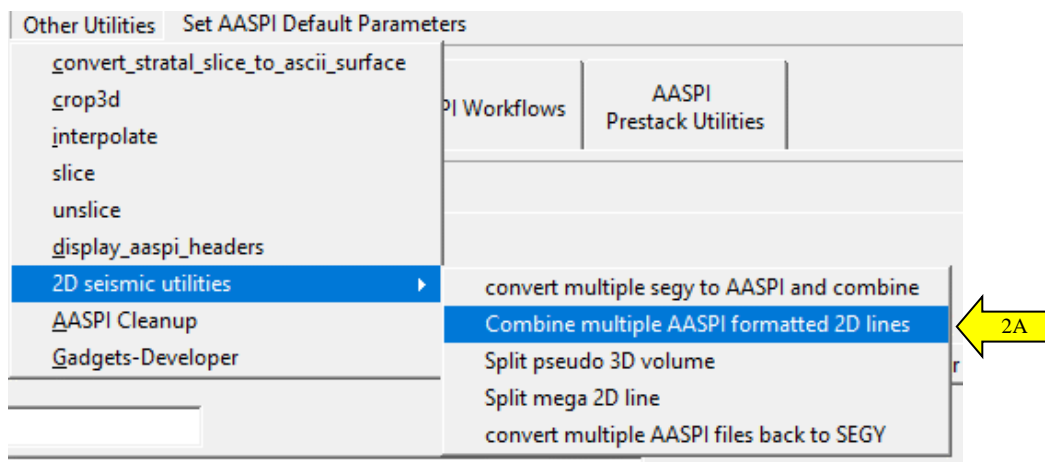 Other Utilities Set AASPI Default Parameters
convert_stratal_slice_to_ascii_surface
crop3d
interpolate
slice
unslice
display_aaspi_headers
2D seismic utilities
AASPI Cleanup
Gadgets-Developer
PI Workflows
AASPI
Prestack Utilities
convert multiple segy to AASPI and combine
Combine multiple AASPI formatted 2D lines
Split pseudo 3D volume
Split mega 2D line
convert multiple AASPI files back to SEGY
2A
r